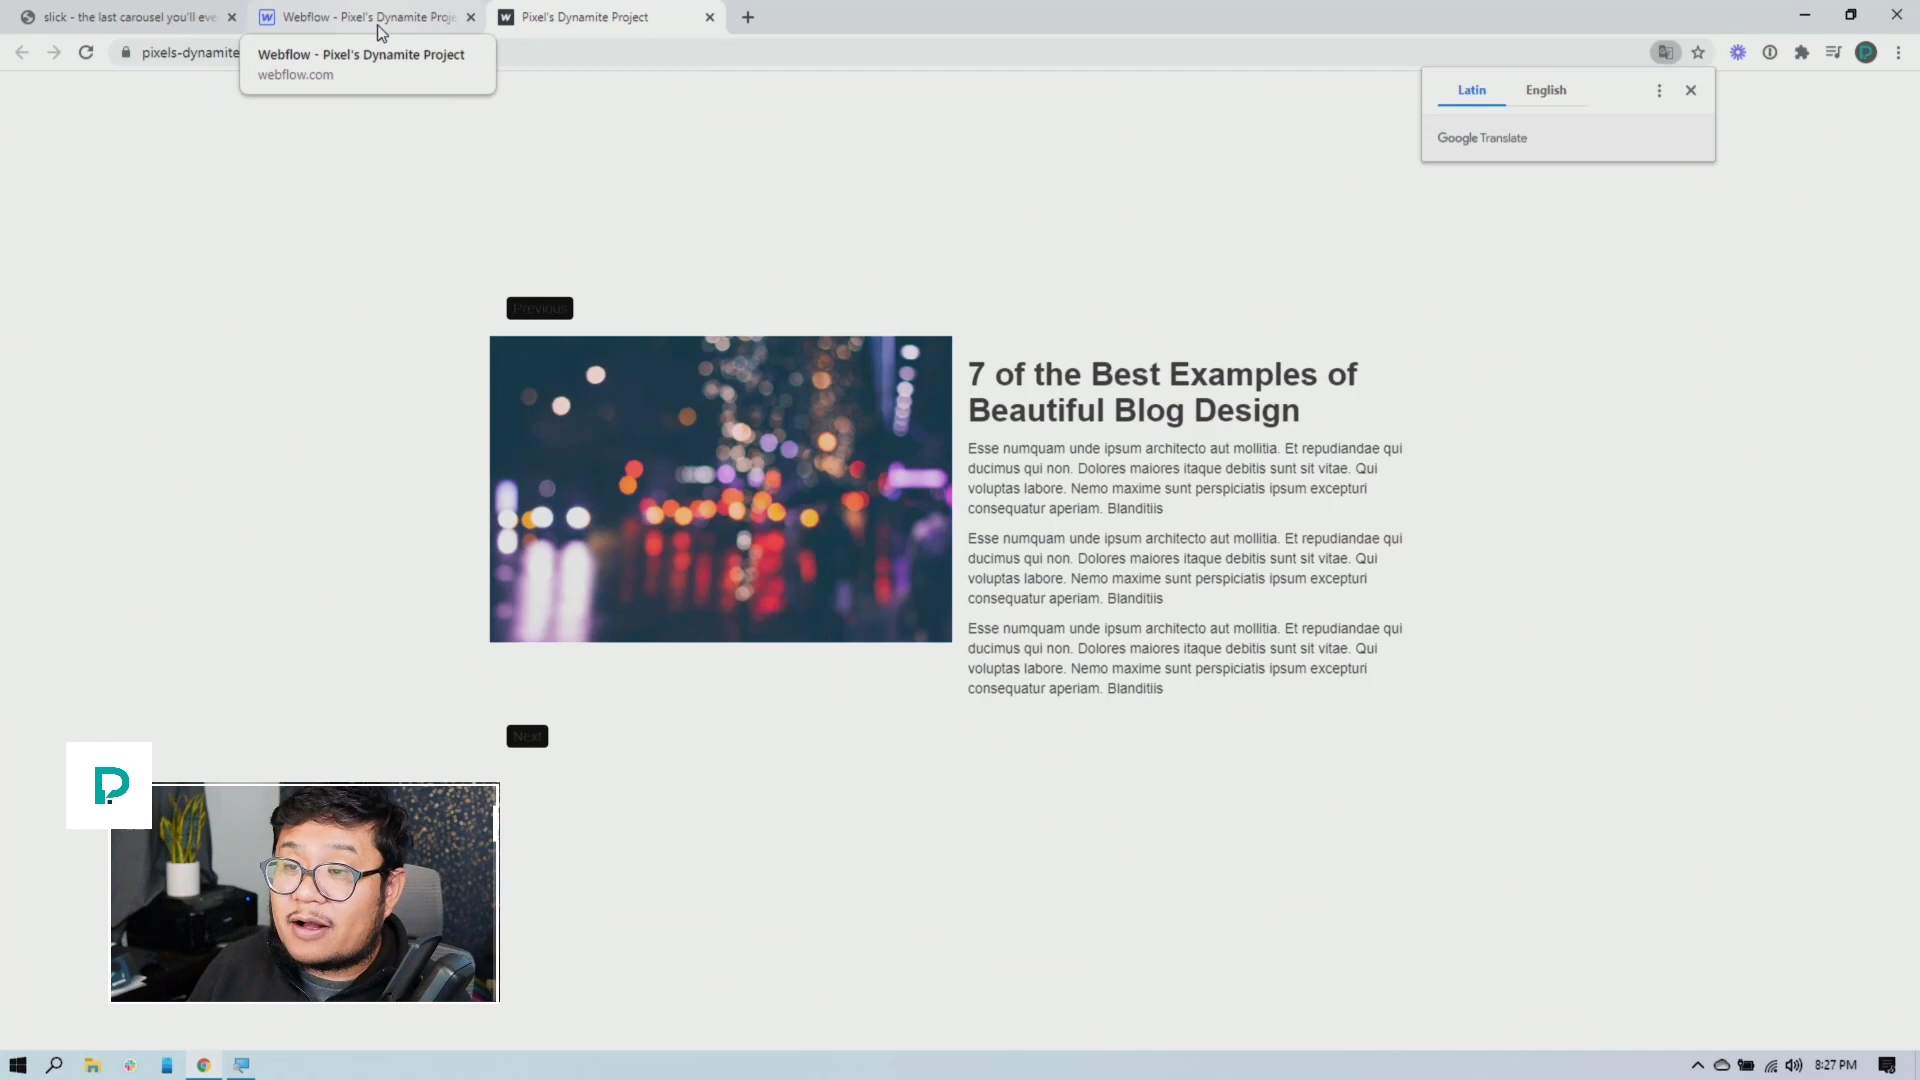 slick - the last carousel you'll eve
Webflow - Pixel's Dynamite Proje
Pixel's Dynamite Project
pixels-dynamite
Webflow - Pixel's Dynamite Project
webflow.com
Latin
English
Google Translate
Previous
7 of the Best Examples of
Beautiful Blog Design
Esse numquam unde ipsum architecto aut mollitia. Et repudiandae qui
ducimus qui non. Dolores maiores itaque debitis sunt sit vitae. Qui
voluptas labore. Nemo maxime sunt perspiciatis ipsum excepturi
consequatur aperiam. Blanditiis
Esse numquam unde ipsum architecto aut mollitia. Et repudiandae qui
ducimus qui non. Dolores maiores itaque debitis sunt sit vitae. Qui
voluptas labore. Nemo maxime sunt perspiciatis ipsum excepturi
consequatur aperiam. Blanditiis
Esse numquam unde ipsum architecto aut mollitia. Et repudiandae qui
ducimus qui non. Dolores maiores itaque debitis sunt sit vitae. Qui
voluptas labore. Nemo maxime sunt perspiciatis ipsum excepturi
consequatur aperiam. Blanditiis
Next
8:27 PM